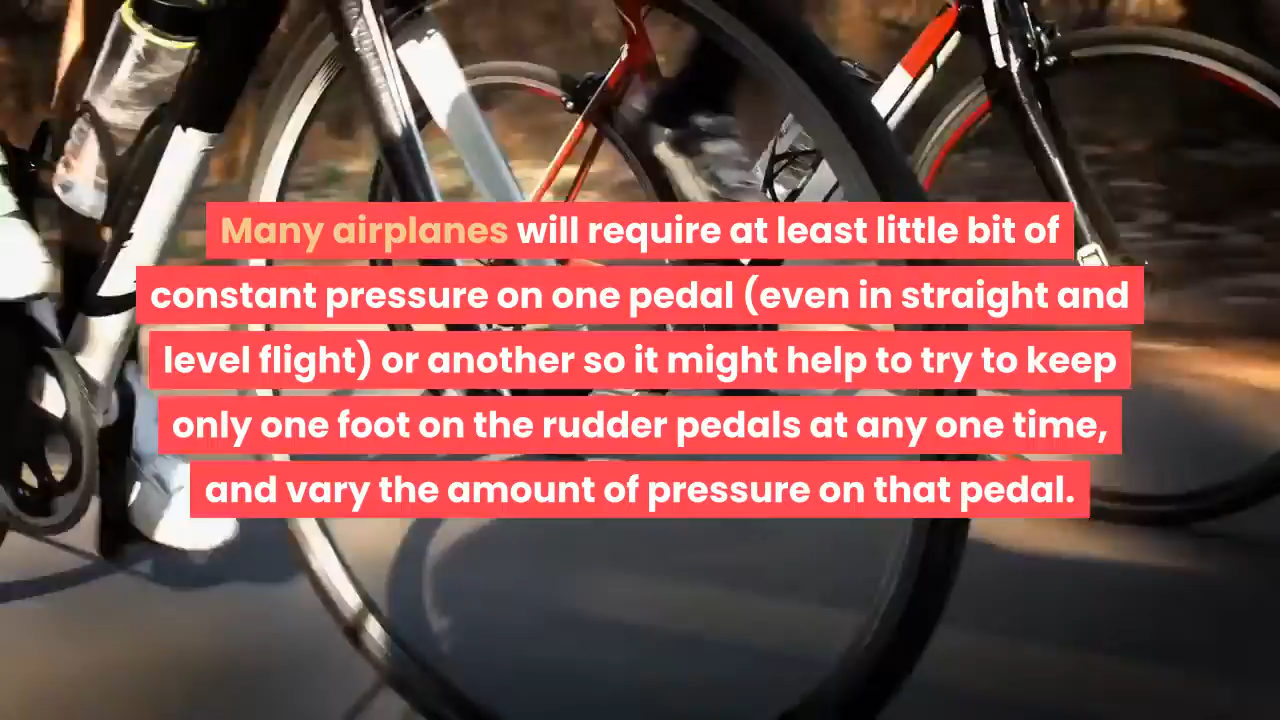 Many airplanes will require at least little bit of
constant pressure on one pedal (even in straight and
level flight) or another so it might help to try to keep
only one foot on the rudder pedals at any one time,
and vary the amount of pressure on that pedal.